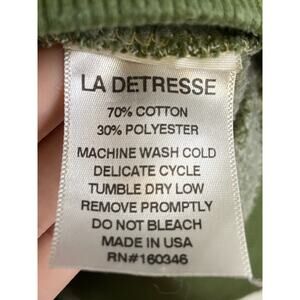 LA DETRESSE
70% COTTON
30% POLYESTER
MACHINE WASH COLD
DELICATE CYCLE
TUMBLE DRY LOW
REMOVE PROMPTLY
DO NOT BLEACH
MADE IN USA
RN#160346